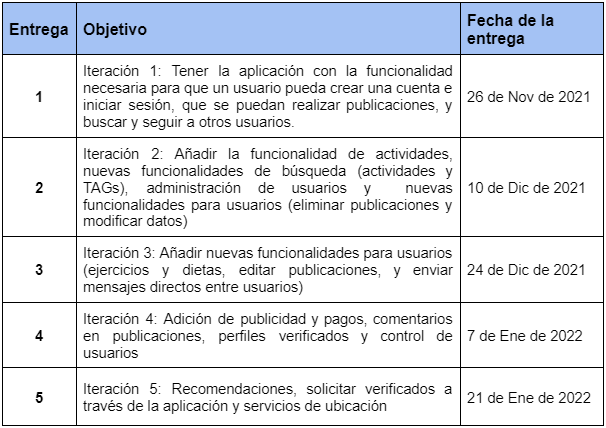 Entrega Objetivo Fecha de la
entrega
1
Iteración 1: Tener la aplicación con la funcionalidad
necesaria para que un usuario pueda crear una cuenta e
iniciar sesión, que se puedan realizar publicaciones, y
buscar y seguir a otros usuarios.
26 de Nov de 2021
2
Iteración 2: Añadir la funcionalidad de actividades,
nuevas funcionalidades de búsqueda (actividades y
TAGs), administración de usuarios y nuevas
funcionalidades para usuarios (eliminar publicaciones y
modificar datos)
10 de Dic de 2021
3
Iteración 3: Añadir nuevas funcionalidades para usuarios
(ejercicios y dietas, editar publicaciones, y enviar
mensajes directos entre usuarios)
24 de Dic de 2021
4
Iteración 4: Adición de publicidad y pagos, comentarios
en publicaciones, perfiles verificados y control de
usuarios
7 de Ene de 2022
5
Iteración 5: Recomendaciones, solicitar verificados a
través de la aplicación y servicios de ubicación
21 de Ene de 2022